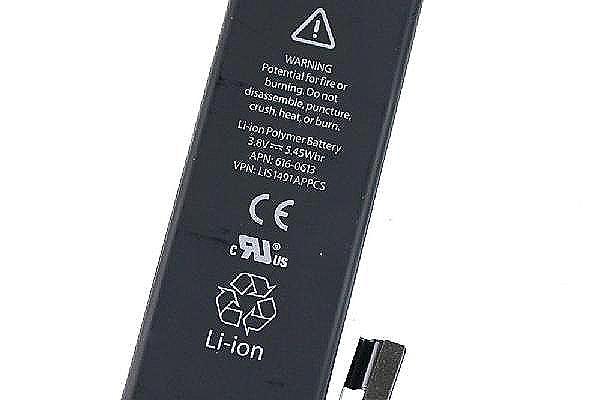 WARNING
Potential for fire or
burning. Do not
disassemble, puncture,
crush, heat, or burn.
Li-ion Polymer Battery
3.8V⎓5.45Whr
APN: 616-0613
VPN: LIS1491APPCS
CE
c RU® US
Li-ion